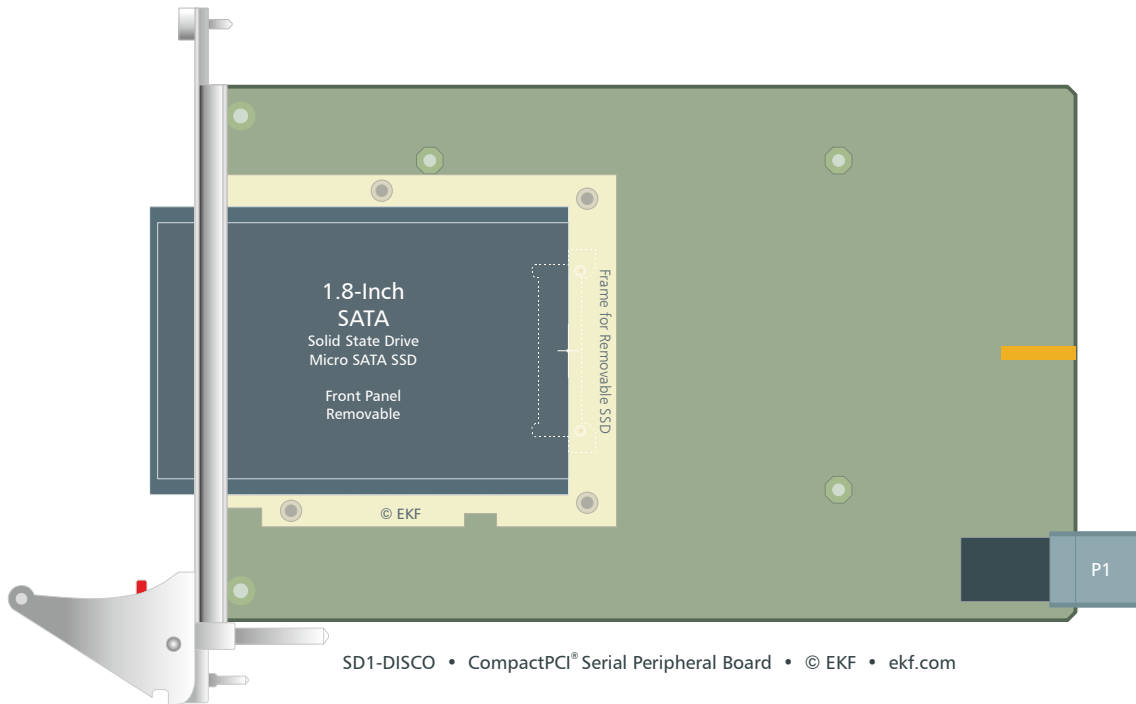 1.8-Inch
SATA
Solid State Drive
Micro SATA SSD
Front Panel
Removable
Frame for Removable SSD
© EKF
P1
SD1-DISCO • CompactPCI® Serial Peripheral Board • © EKF • ekf.com